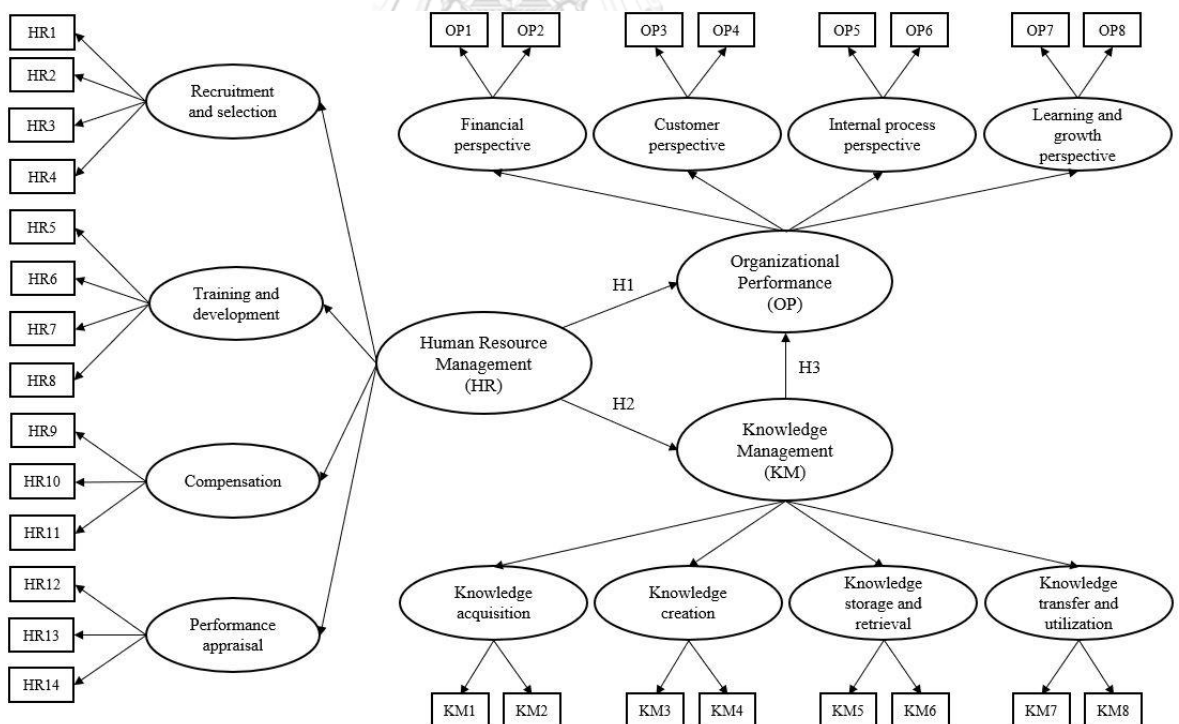 HR1
HR2
HR3
HR4
HR5
HR6
HR7
HR8
HR9
HR10
HR11
HR12
HR13
HR14
Recruitment
and selection
Training and
development
Compensation
Performance
appraisal
Human Resource
Management
(HR)
H1
H2
H3
OP1
OP2
OP3
OP4
OP5
OP6
OP7
OP8
Financial
perspective
Customer
perspective
Internal process
perspective
Learning and
growth
perspective
Organizational
Performance
(OP)
Knowledge
Management
(KM)
Knowledge
acquisition
Knowledge
creation
Knowledge
storage and
retrieval
Knowledge
transfer and
utilization
KM1
KM2
KM3
KM4
KM5
KM6
KM7
KM8